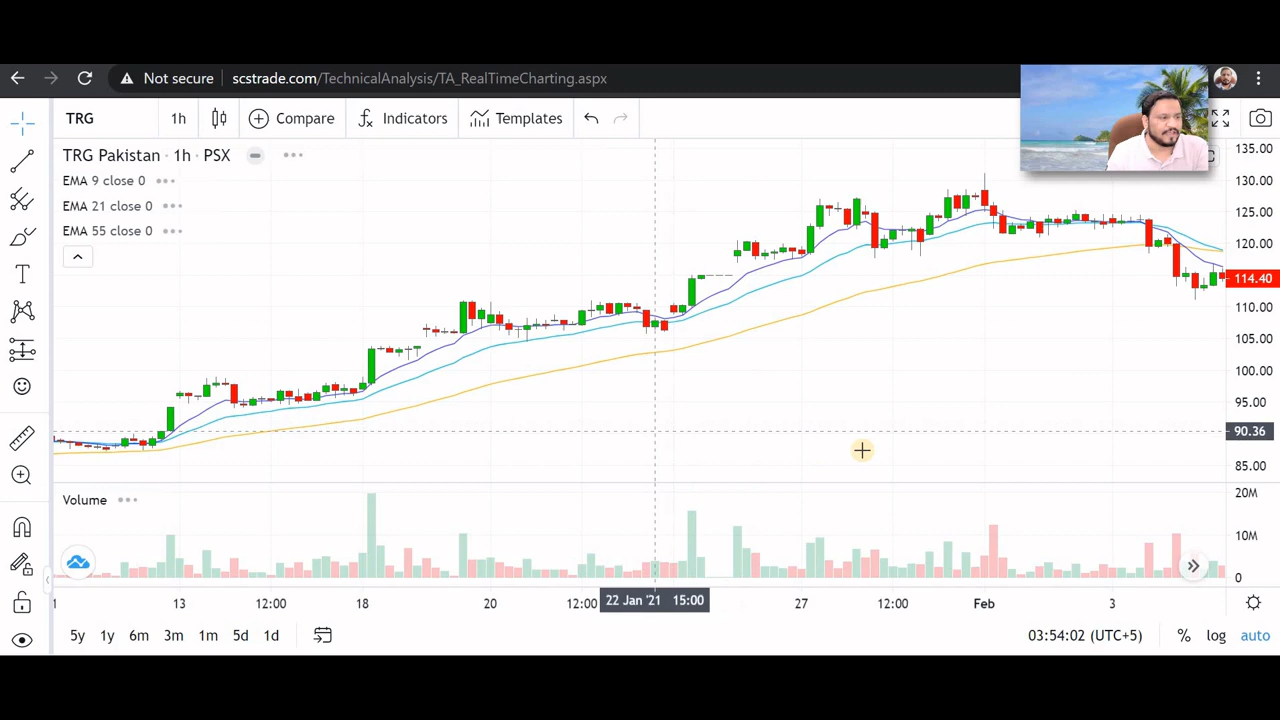 Not secure scstrade.com/TechnicalAnalysis/TA_RealTimeCharting.aspx
TRG 1h Compare Indicators Templates
TRG Pakistan · 1h · PSX
EMA 9 close 0
EMA 21 close 0
EMA 55 close 0
135.00
130.00
125.00
120.00
114.40
110.00
105.00
100.00
95.00
90.36
85.00
Volume
20M
10M
0
13 12:00 18 20 12:00 22 Jan '21 15:00 27 12:00 Feb 3
5y 1y 6m 3m 1m 5d 1d 03:54:02 (UTC+5) % log auto